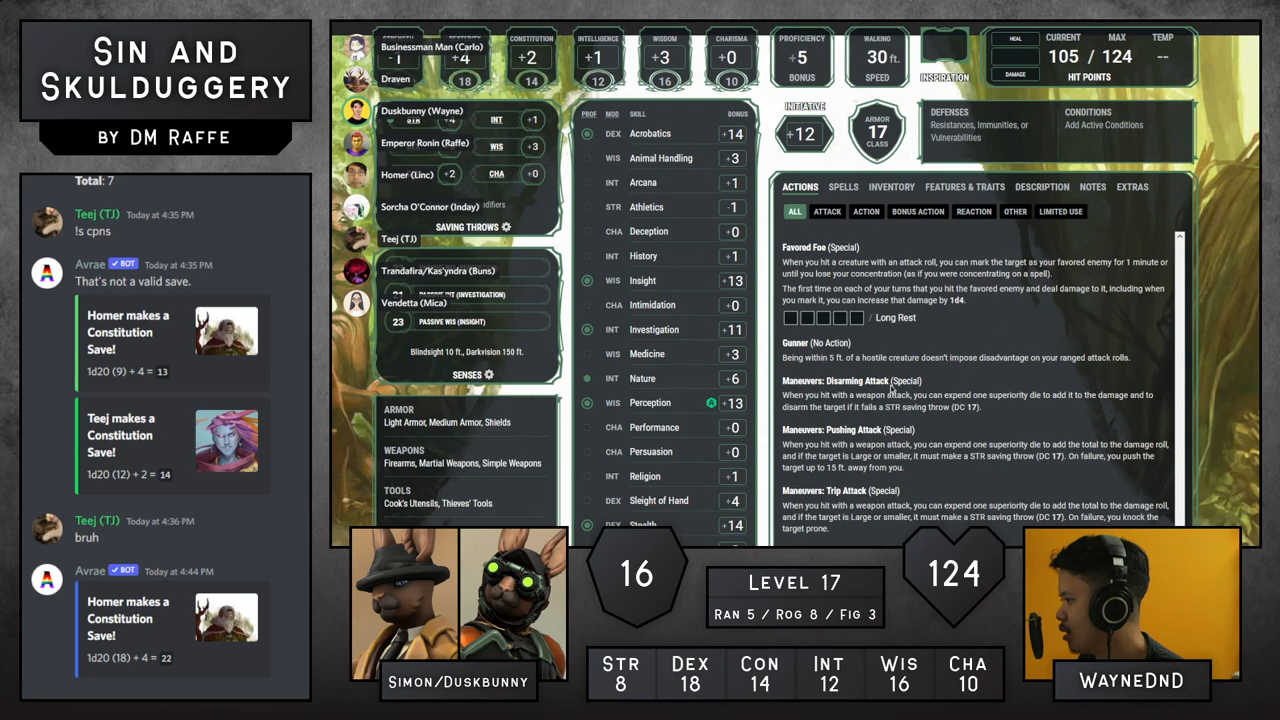 Sin and
Skulduggery
by DM Raffe
Total: 7
Teej (TJ) Today at 4:35 PM
!s cpns
Avrae ✓ BOT Today at 4:35 PM
That's not a valid save.
Homer makes a
Constitution
Save!
1d20 (9) + 4 = 13
Teej makes a
Constitution
Save!
1d20 (12) + 2 = 14
Teej (TJ) Today at 4:36 PM
bruh
Avrae ✓ BOT Today at 4:44 PM
Homer makes a
Constitution
Save!
1d20 (18) + 4 = 22
Businessman Man (Carlo)
Draven
Duskbunny (Wayne)
Emperor Ronin (Raffe)
Homer (Linc)
Sorcha O'Connor (Inday)
Teej (TJ)
Trandafira/Kas'yndra (Buns)
Vendetta (Mica)
-1
+4
18
CONSTITUTION
+2
14
INTELLIGENCE
+1
12
WISDOM
+3
16
CHARISMA
+0
10
PROFICIENCY
+5
BONUS
WALKING
30 ft.
SPEED
INSPIRATION
HEAL
DAMAGE
CURRENT MAX TEMP
105 / 124 --
HIT POINTS
INT +1
WIS +3
+2 CHA +0
SAVING THROWS
PASSIVE INT (INVESTIGATION)
23 PASSIVE WIS (INSIGHT)
Blindsight 10 ft., Darkvision 150 ft.
SENSES
ARMOR
Light Armor, Medium Armor, Shields
WEAPONS
Firearms, Martial Weapons, Simple Weapons
TOOLS
Cook's Utensils, Thieves' Tools
PROF MOD SKILL BONUS
DEX Acrobatics +14
WIS Animal Handling +3
INT Arcana +1
STR Athletics -1
CHA Deception +0
INT History +1
WIS Insight +13
CHA Intimidation +0
INT Investigation +11
WIS Medicine +3
INT Nature +6
WIS Perception A +13
CHA Performance +0
CHA Persuasion +0
INT Religion +1
DEX Sleight of Hand +4
DEX Stealth +14
INITIATIVE
+12
ARMOR
17
CLASS
DEFENSES
Resistances, Immunities, or
Vulnerabilities
CONDITIONS
Add Active Conditions
ACTIONS SPELLS INVENTORY FEATURES & TRAITS DESCRIPTION NOTES EXTRAS
ALL ATTACK ACTION BONUS ACTION REACTION OTHER LIMITED USE
Favored Foe (Special)
When you hit a creature with an attack roll, you can mark the target as your favored enemy for 1 minute or
until you lose your concentration (as if you were concentrating on a spell).
The first time on each of your turns that you hit the favored enemy and deal damage to it, including when
you mark it, you can increase that damage by 1d4.
/ Long Rest
Gunner (No Action)
Being within 5 ft. of a hostile creature doesn't impose disadvantage on your ranged attack rolls.
Maneuvers: Disarming Attack (Special)
When you hit with a weapon attack, you can expend one superiority die to add it to the damage and to
disarm the target if it fails a STR saving throw (DC 17).
Maneuvers: Pushing Attack (Special)
When you hit with a weapon attack, you can expend one superiority die to add the total to the damage roll,
and if the target is Large or smaller, it must make a STR saving throw (DC 17). On failure, you push the
target up to 15 ft. away from you.
Maneuvers: Trip Attack (Special)
When you hit with a weapon attack, you can expend one superiority die to add the total to the damage roll,
and if the target is Large or smaller, it must make a STR saving throw (DC 17). On failure, you knock the
target prone.
Simon/Duskbunny
16
Level 17
Ran 5 / Rog 8 / Fig 3
124
Str Dex Con Int Wis Cha
8 18 14 12 16 10
WayneDnD